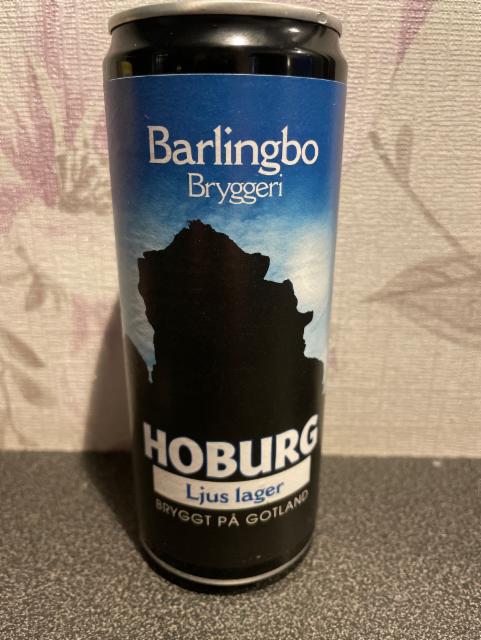 Barlingbo
Bryggeri
HOBURG
Ljus lager
BRYGGT PÅ GOTLAND